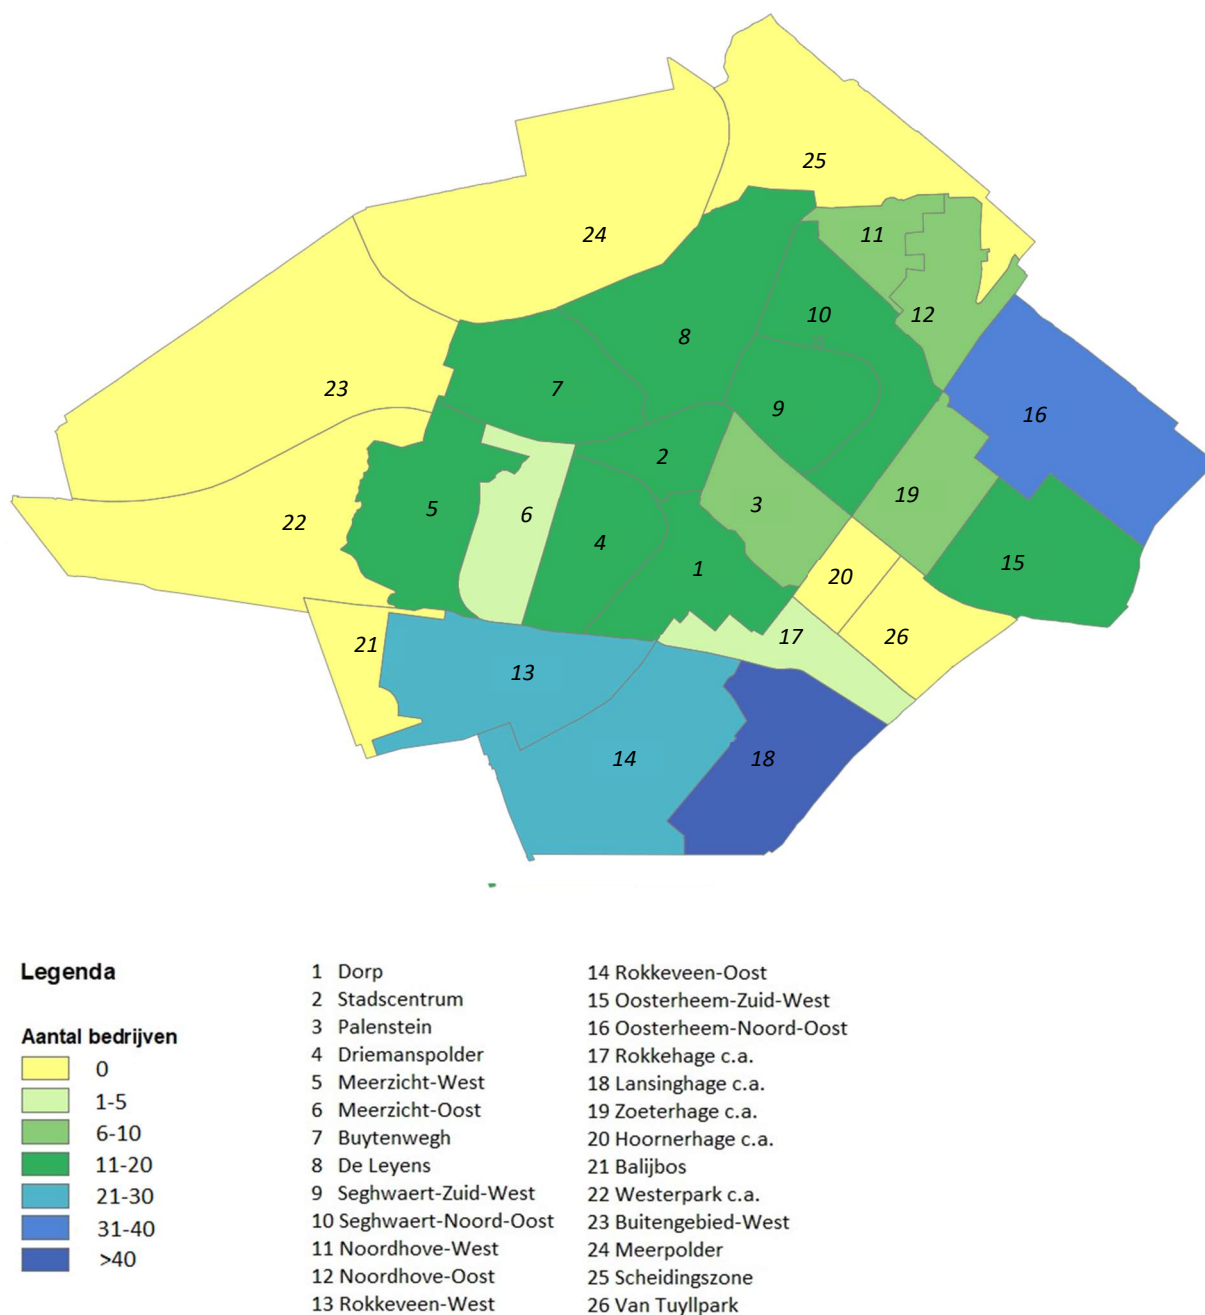 25
24
11
12
10
8
23
7
9
16
2
5
6
3
19
22
4
1
15
20
17
26
21
13
14
18
Legenda
Aantal bedrijven
0
1-5
6-10
11-20
21-30
31-40
>40
1 Dorp
2 Stadscentrum
3 Palenstein
4 Driemanspolder
5 Meerzicht-West
6 Meerzicht-Oost
7 Buytenwegh
8 De Leyens
9 Seghwaert-Zuid-West
10 Seghwaert-Noord-Oost
11 Noordhove-West
12 Noordhove-Oost
13 Rokkeveen-West
14 Rokkeveen-Oost
15 Oosterheem-Zuid-West
16 Oosterheem-Noord-Oost
17 Rokkehage c.a.
18 Lansinghage c.a.
19 Zoeterhage c.a.
20 Hoornerhage c.a.
21 Balijbos
22 Westerpark c.a.
23 Buitengebied-West
24 Meerpolder
25 Scheidingszone
26 Van Tuyllpark